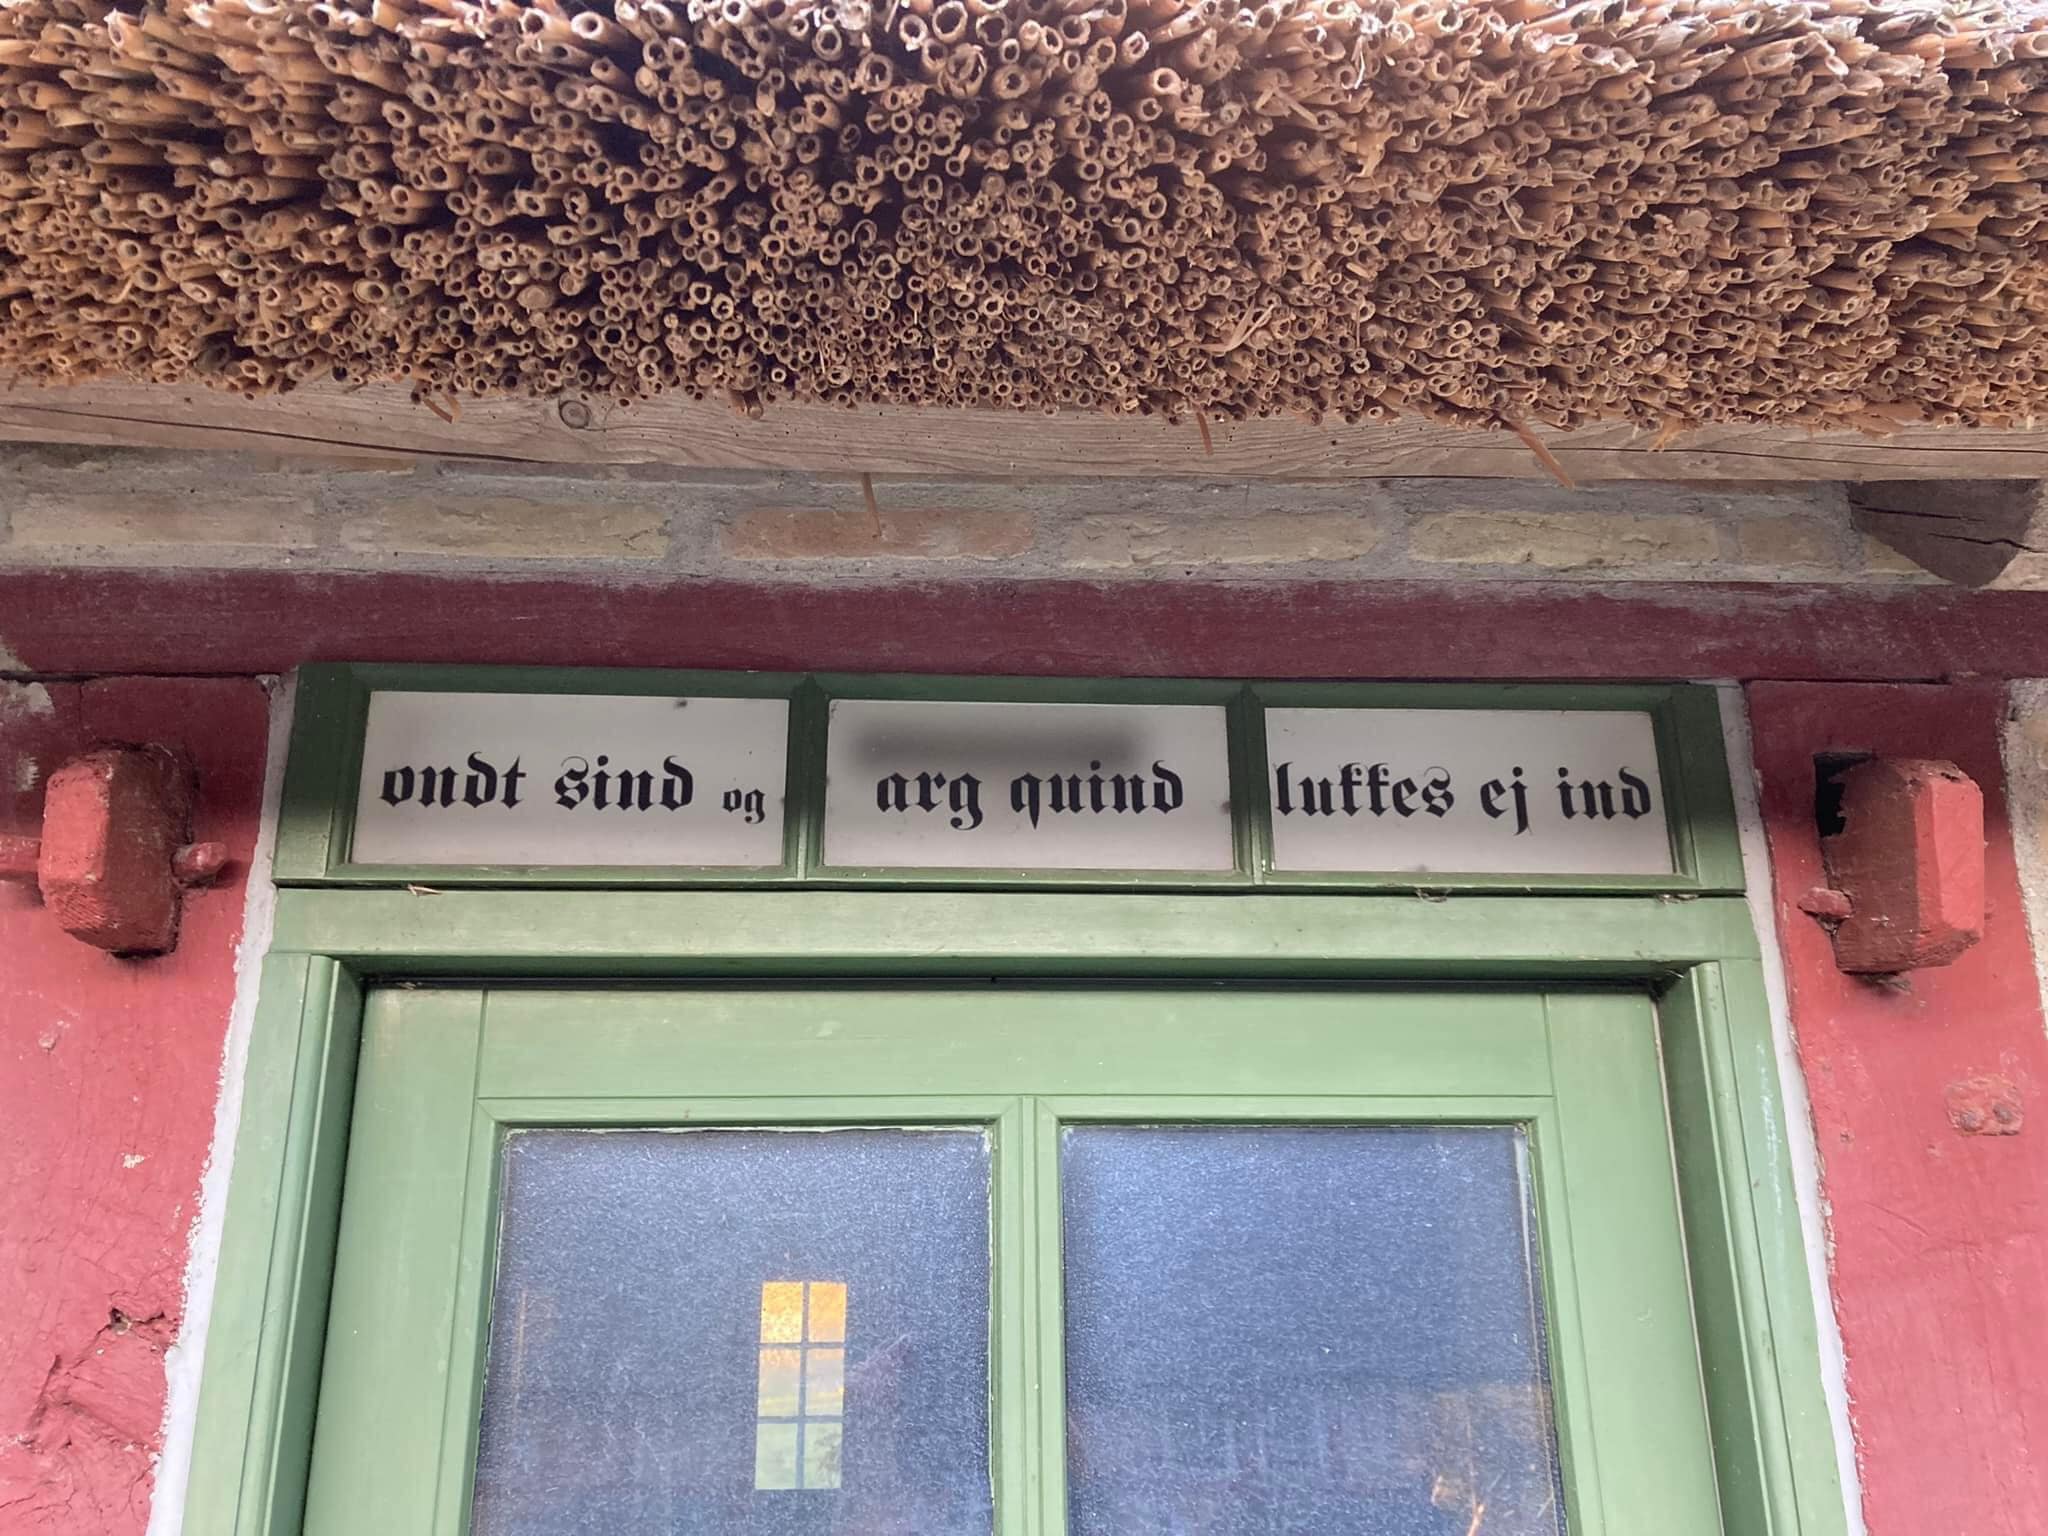 ondt sind og arg quind lukkes ej ind